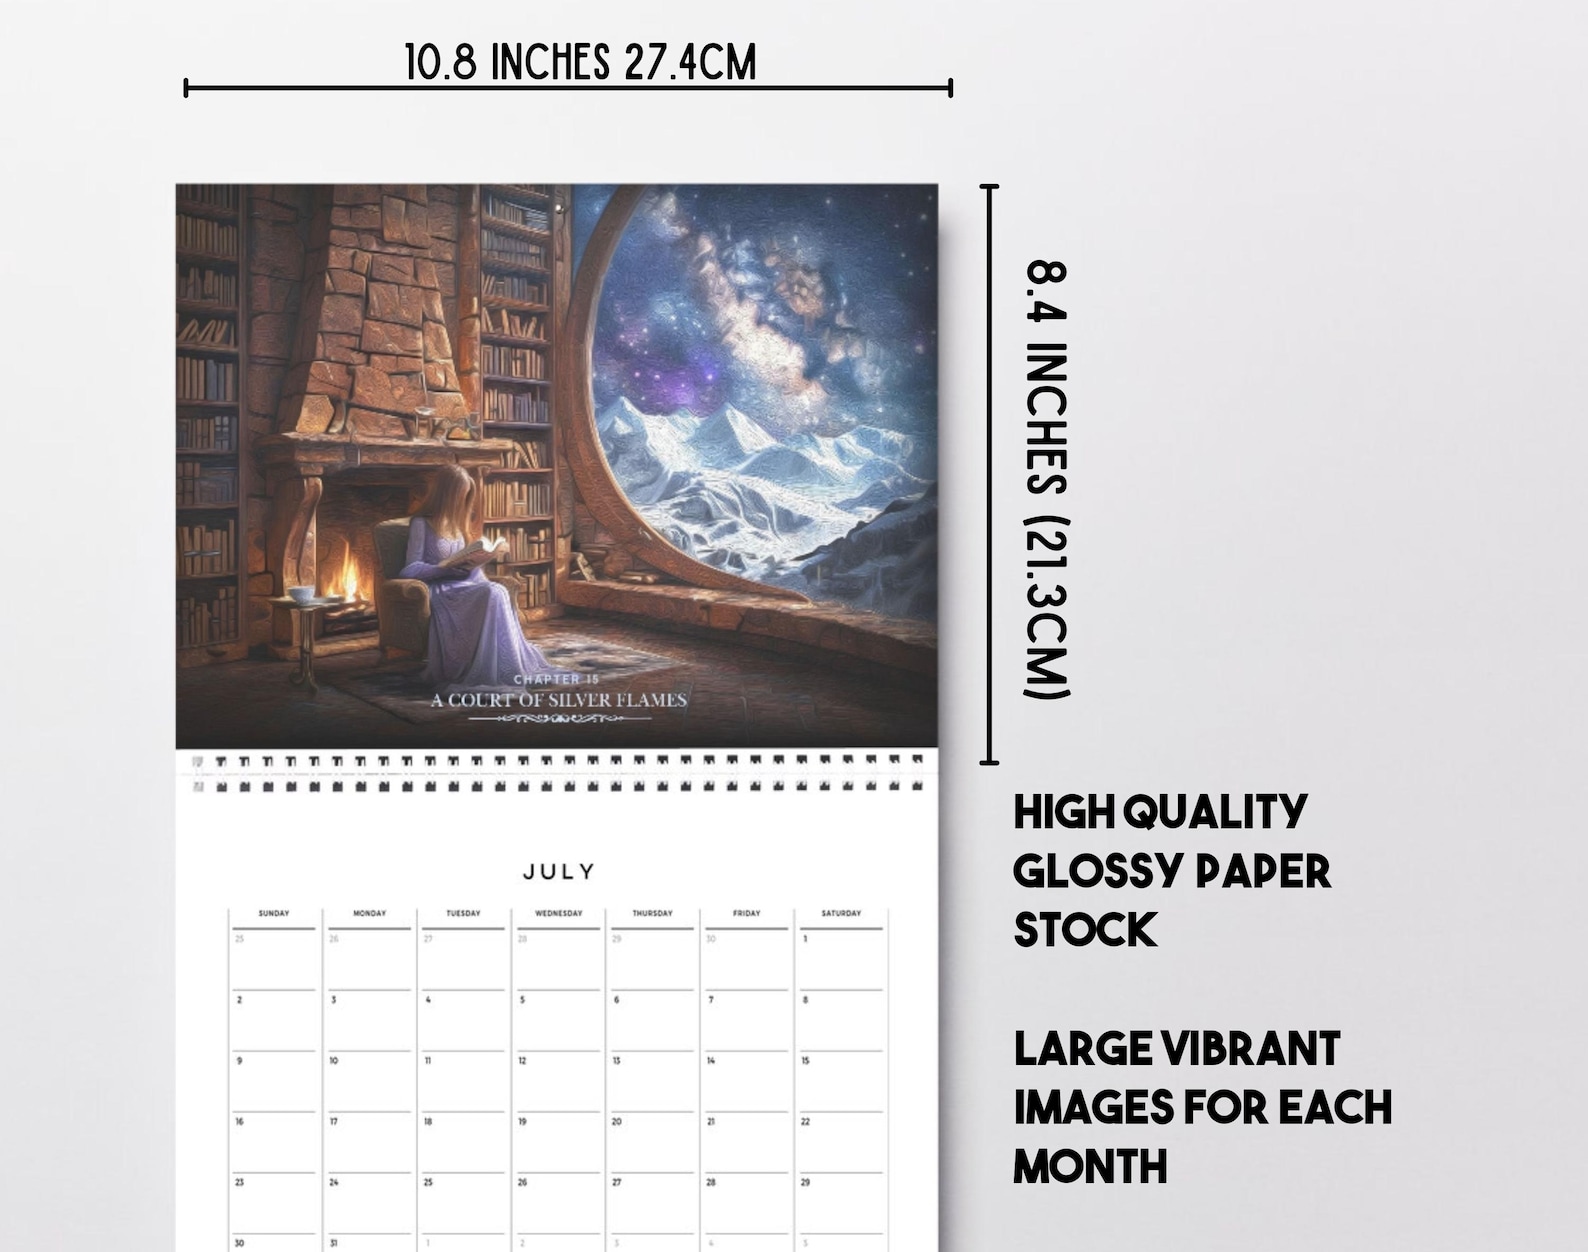 10.8 INCHES 27.4CM
8.4 INCHES (21.3CM)
CHAPTER 15
A COURT OF SILVER FLAMES
HIGH QUALITY
GLOSSY PAPER
STOCK
LARGE VIBRANT
IMAGES FOR EACH
MONTH
JULY
SUNDAY MONDAY TUESDAY WEDNESDAY THURSDAY FRIDAY SATURDAY
25 26 27 28 29 30 1
2 3 4 5 6 7 8
9 10 11 12 13 14 15
16 17 18 19 20 21 22
23 24 25 26 27 28 29
30 31 1 2 3 4 5